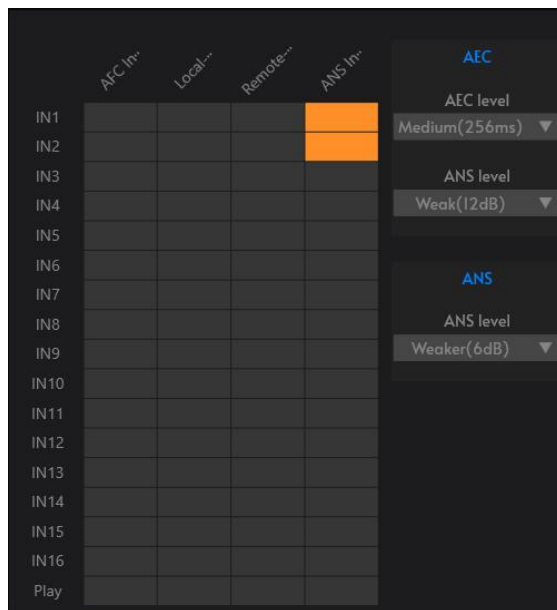 AFC In··
Local-··
Remote-··
ANS In··
IN1
IN2
IN3
IN4
IN5
IN6
IN7
IN8
IN9
IN10
IN11
IN12
IN13
IN14
IN15
IN16
Play
AEC
AEC level
Medium(256ms)
ANS level
Weak(12dB)
ANS
ANS level
Weaker(6dB)